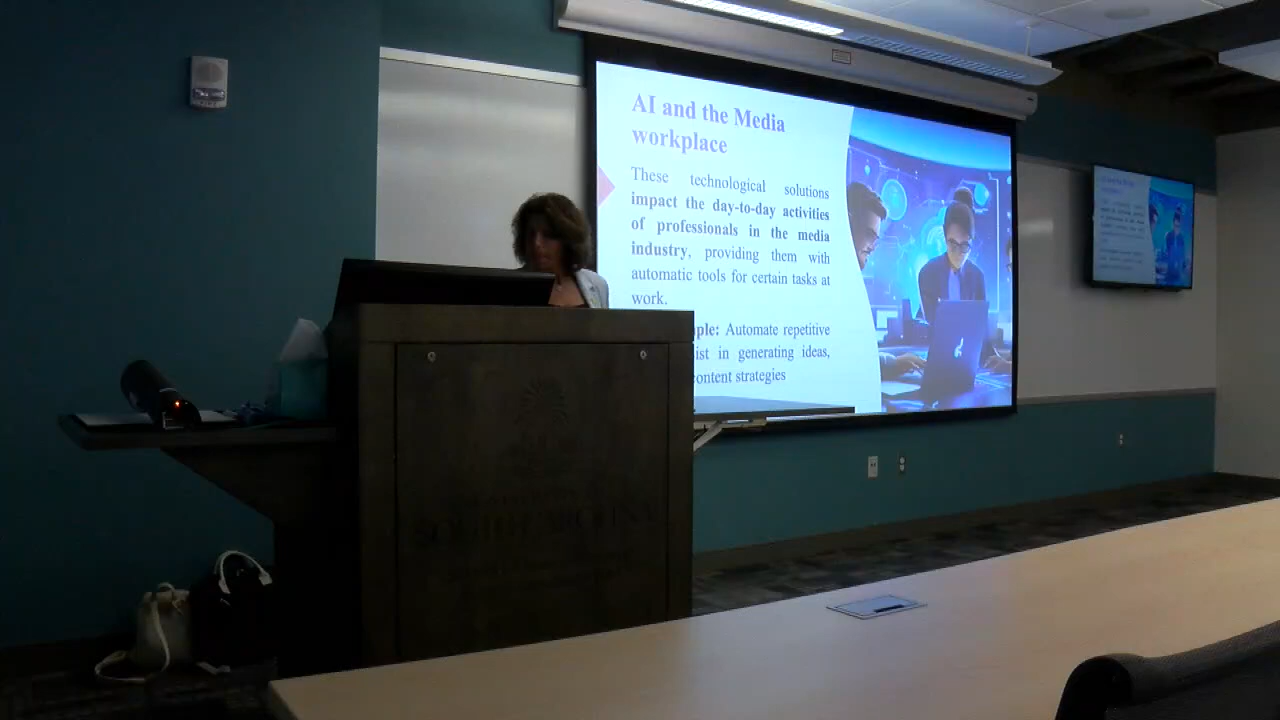 AI and the Media
workplace
These technological solutions
impact the day-to-day activities
of professionals in the media
industry, providing them with
automatic tools for certain tasks at
work.
ple: Automate repetitive
ist in generating ideas,
content strategies